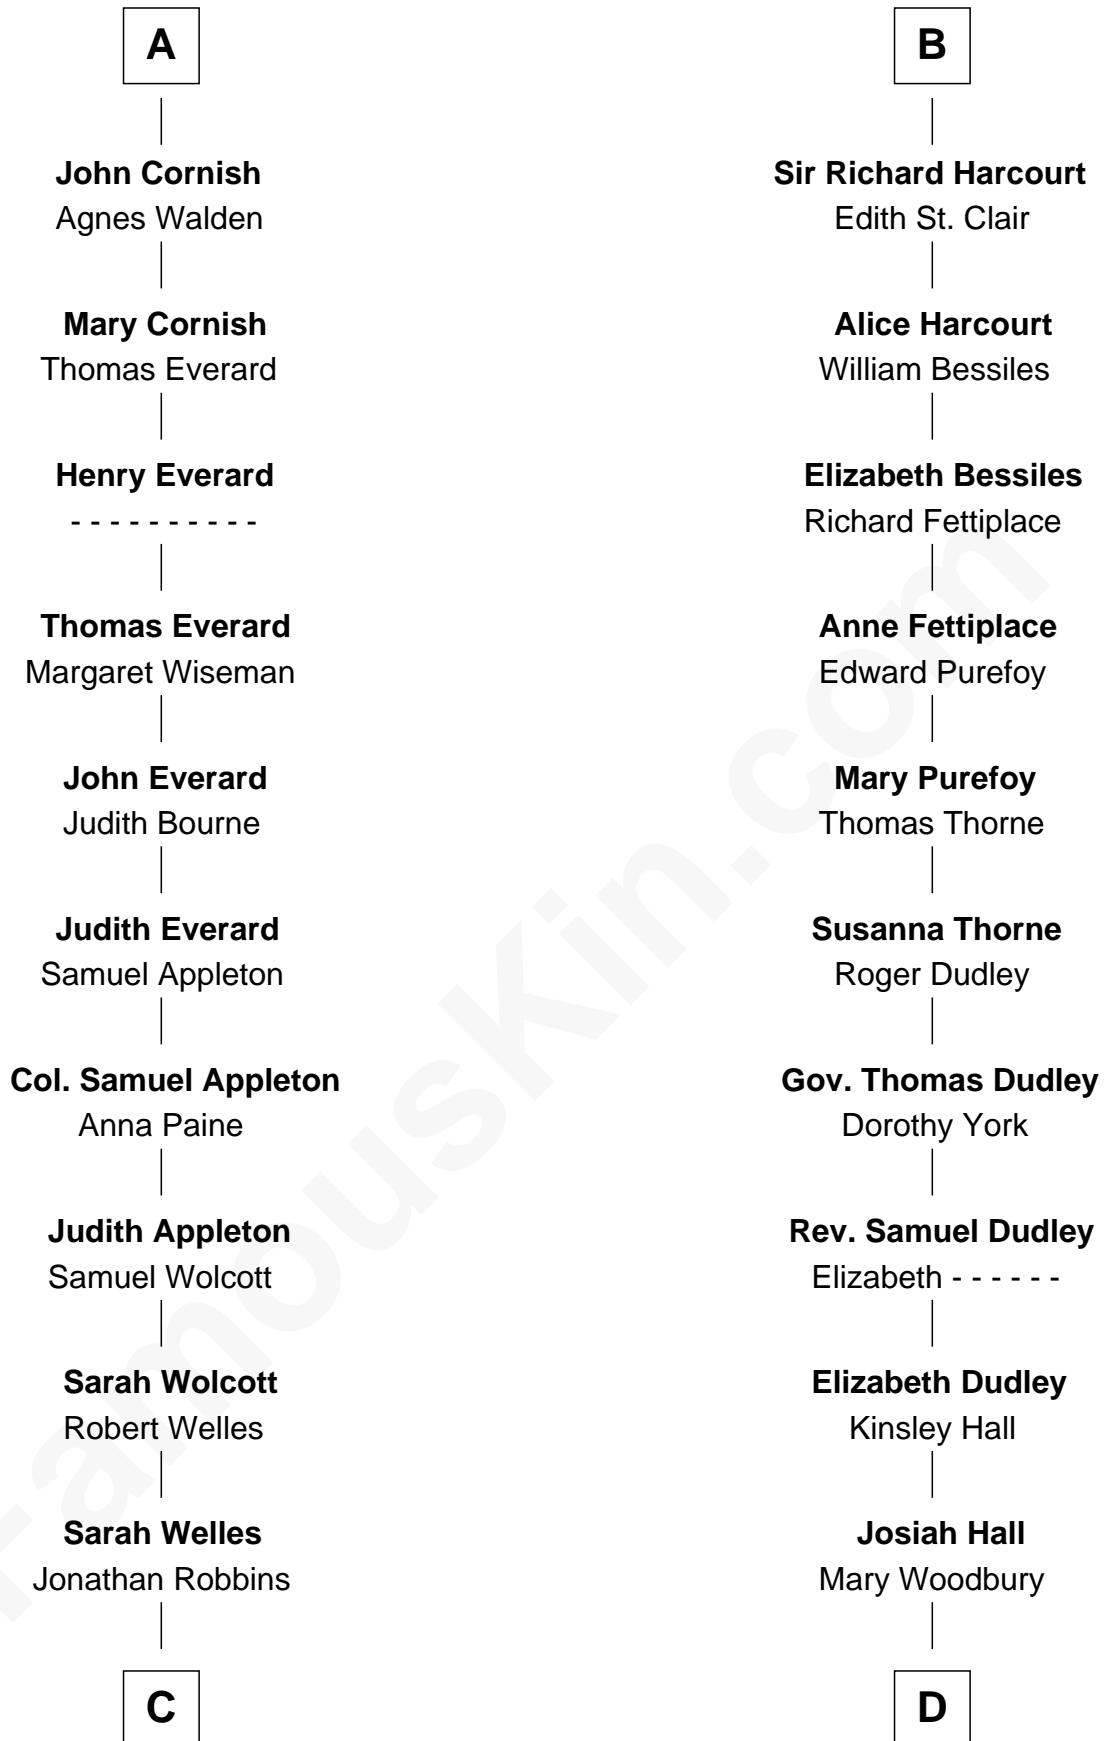 A
John Cornish
Agnes Walden
Mary Cornish
Thomas Everard
Henry Everard
- - - - - - - - - -
Thomas Everard
Margaret Wiseman
John Everard
Judith Bourne
Judith Everard
Samuel Appleton
Col. Samuel Appleton
Anna Paine
Judith Appleton
Samuel Wolcott
Sarah Wolcott
Robert Welles
Sarah Welles
Jonathan Robbins
C
B
Sir Richard Harcourt
Edith St. Clair
Alice Harcourt
William Bessiles
Elizabeth Bessiles
Richard Fettiplace
Anne Fettiplace
Edward Purefoy
Mary Purefoy
Thomas Thorne
Susanna Thorne
Roger Dudley
Gov. Thomas Dudley
Dorothy York
Rev. Samuel Dudley
Elizabeth - - - - - -
Elizabeth Dudley
Kinsley Hall
Josiah Hall
Mary Woodbury
D
FamousKin.com